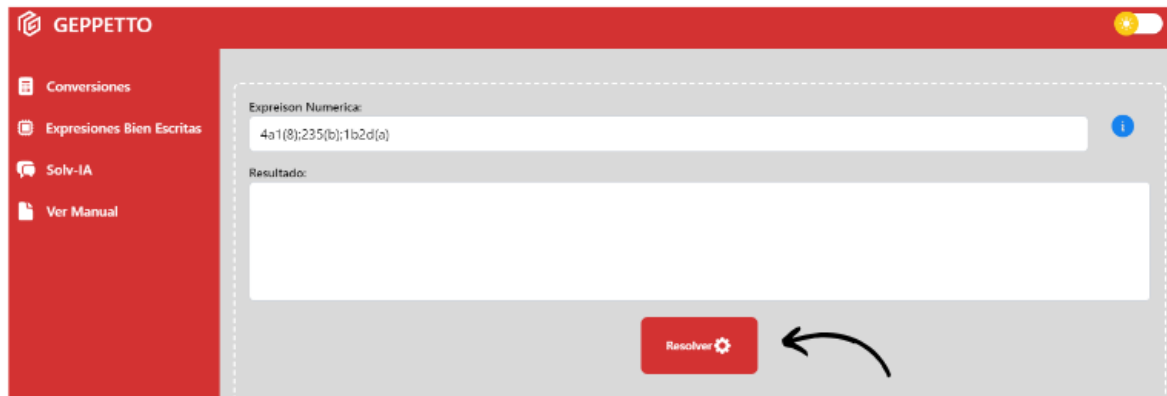 GEPPETTO
Conversiones
Expresiones Bien Escritas
Solv-IA
Ver Manual
Expreison Numerica:
4a1(8);235(b);1b2d(a)
Resultado:
Resolver